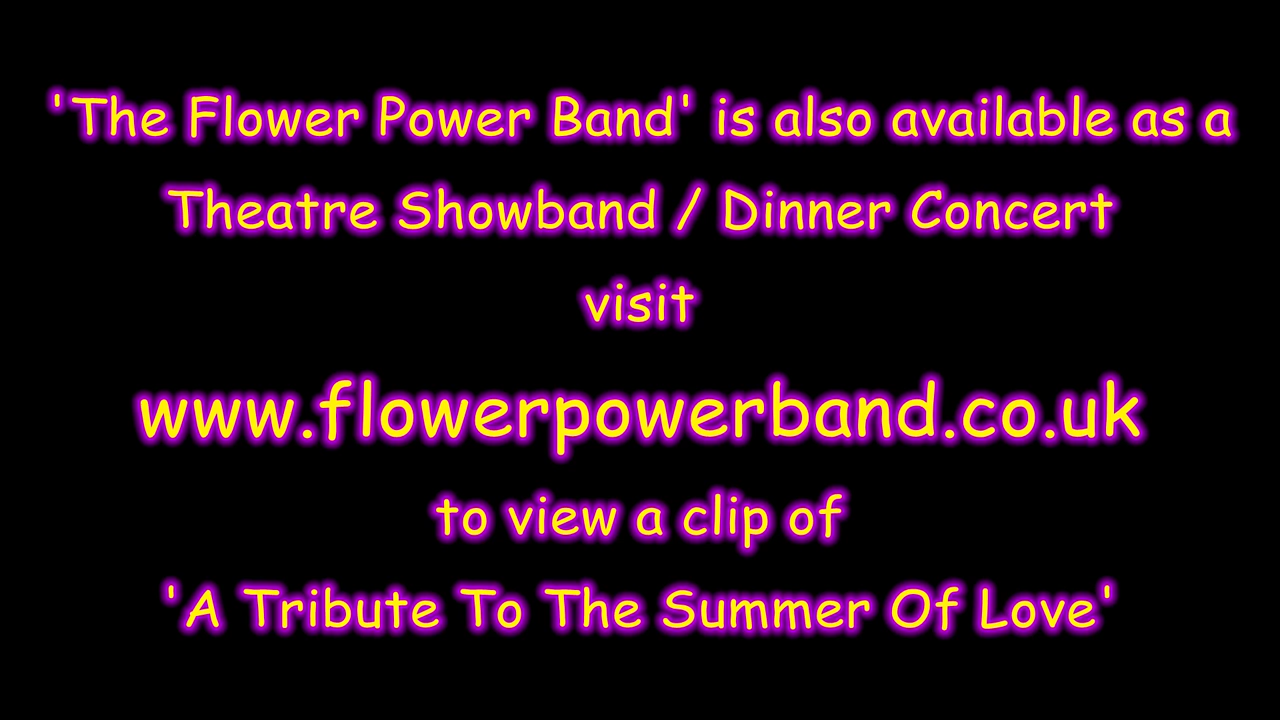 'The Flower Power Band' is also available as a
Theatre Showband / Dinner Concert
visit
www.flowerpowerband.co.uk
to view a clip of
'A Tribute To The Summer Of Love'